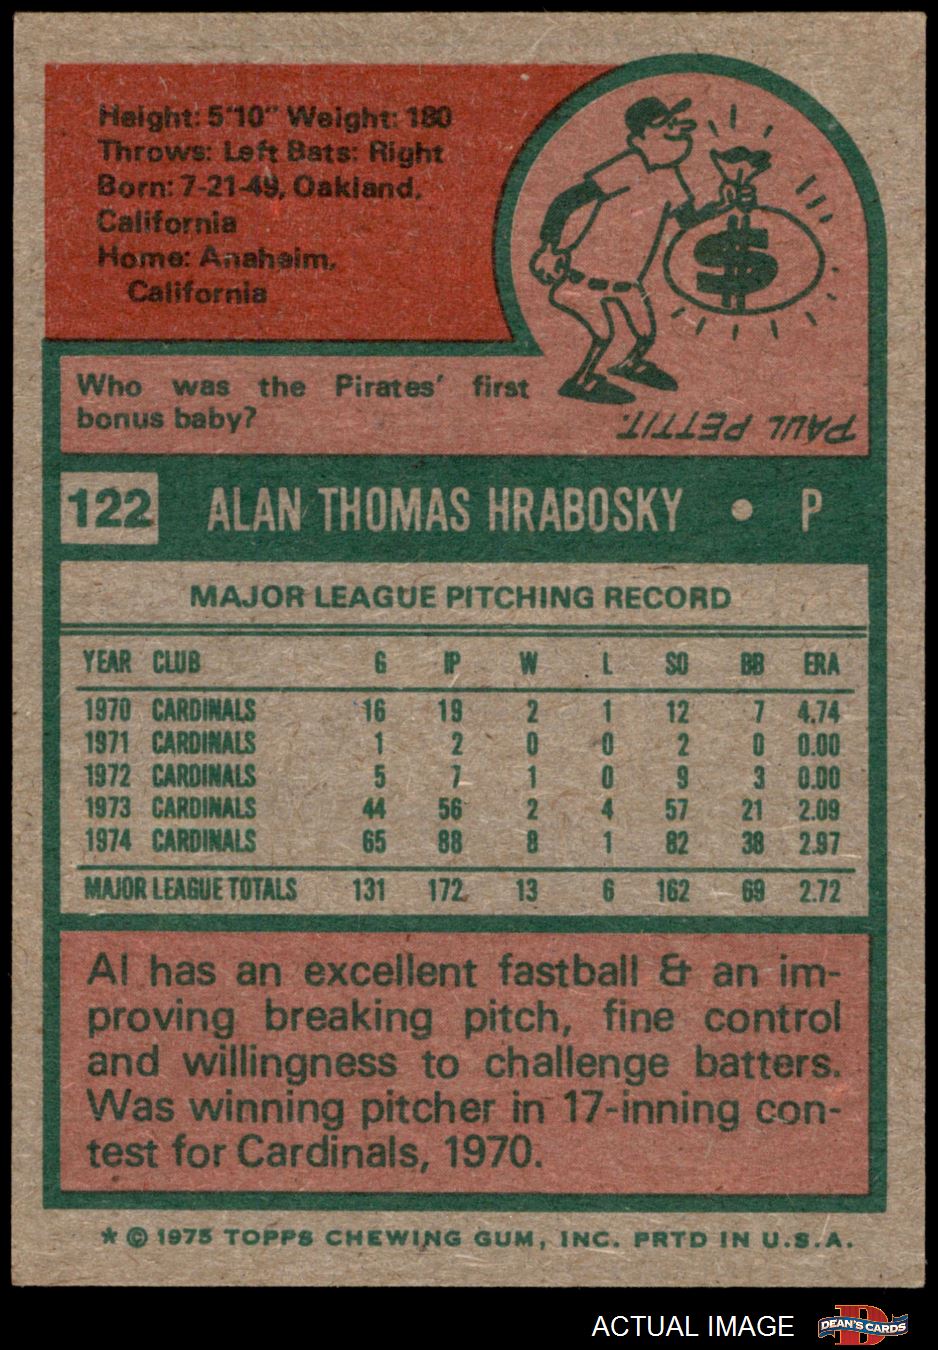 Height: 5'10" Weight: 180
Throws: Left Bats: Right
Born: 7-21-49, Oakland,
California
Home: Anaheim,
California
$
Who was the Pirates' first
bonus baby?
PAUL PETTIT.
122 ALAN THOMAS HRABOSKY • P
MAJOR LEAGUE PITCHING RECORD
YEAR CLUB G IP W L SO BB ERA
1970 CARDINALS 16 19 2 1 12 7 4.74
1971 CARDINALS 1 2 0 0 2 0 0.00
1972 CARDINALS 5 7 1 0 9 3 0.00
1973 CARDINALS 44 56 2 4 57 21 2.09
1974 CARDINALS 65 88 8 1 82 38 2.97
MAJOR LEAGUE TOTALS 131 172 13 6 162 69 2.72
Al has an excellent fastball & an im-
proving breaking pitch, fine control
and willingness to challenge batters.
Was winning pitcher in 17-inning con-
test for Cardinals, 1970.
* © 1975 TOPPS CHEWING GUM, INC. PRTD IN U.S.A.
ACTUAL IMAGE D DEAN'S CARDS